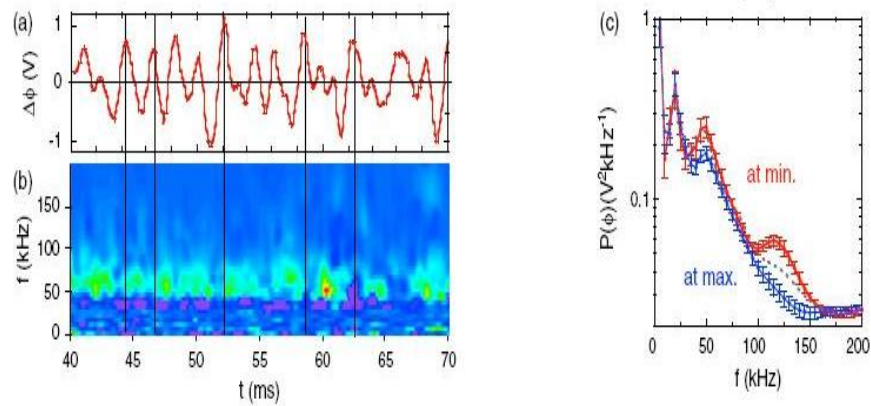 (a)
1
0
-1
Δϕ (V)
(b)
150
100
50
0
f (kHz)
40 45 50 55 60 65 70
t (ms)
(c)
1
0.1
P(ϕ)(V²kHz⁻¹)
at min.
at max.
0 50 100 150 200
f (kHz)